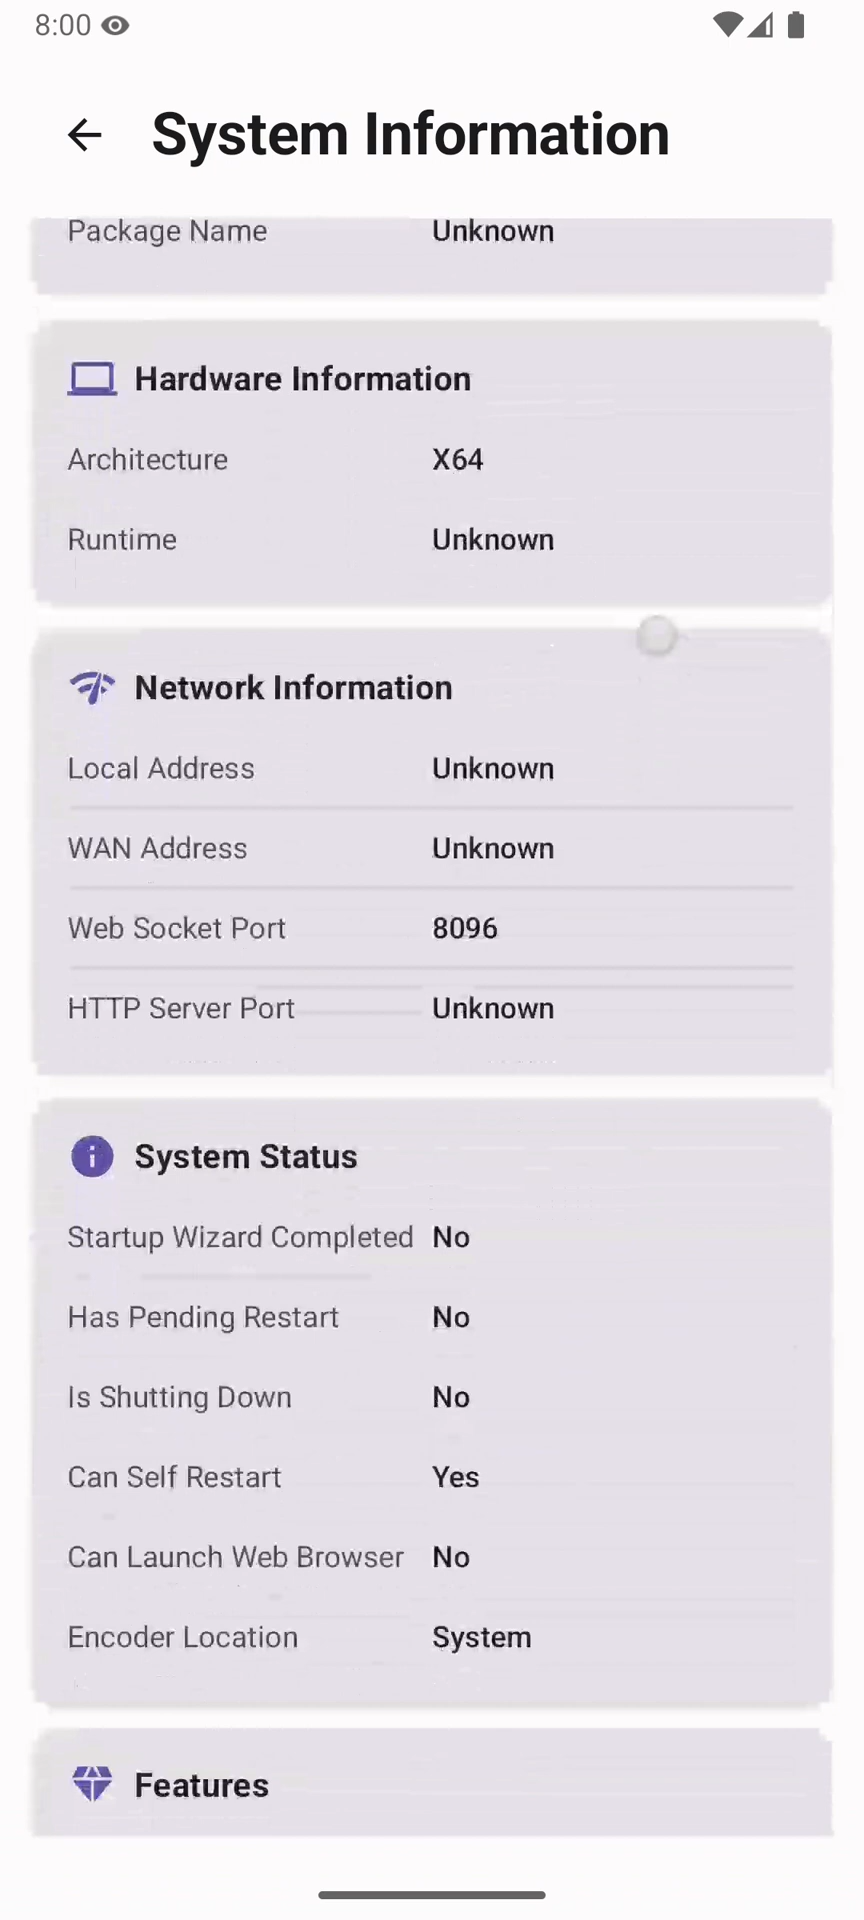 8:00
System Information
Package Name Unknown
Hardware Information
Architecture X64
Runtime Unknown
Network Information
Local Address Unknown
WAN Address Unknown
Web Socket Port 8096
HTTP Server Port Unknown
System Status
Startup Wizard Completed No
Has Pending Restart No
Is Shutting Down No
Can Self Restart Yes
Can Launch Web Browser No
Encoder Location System
Features